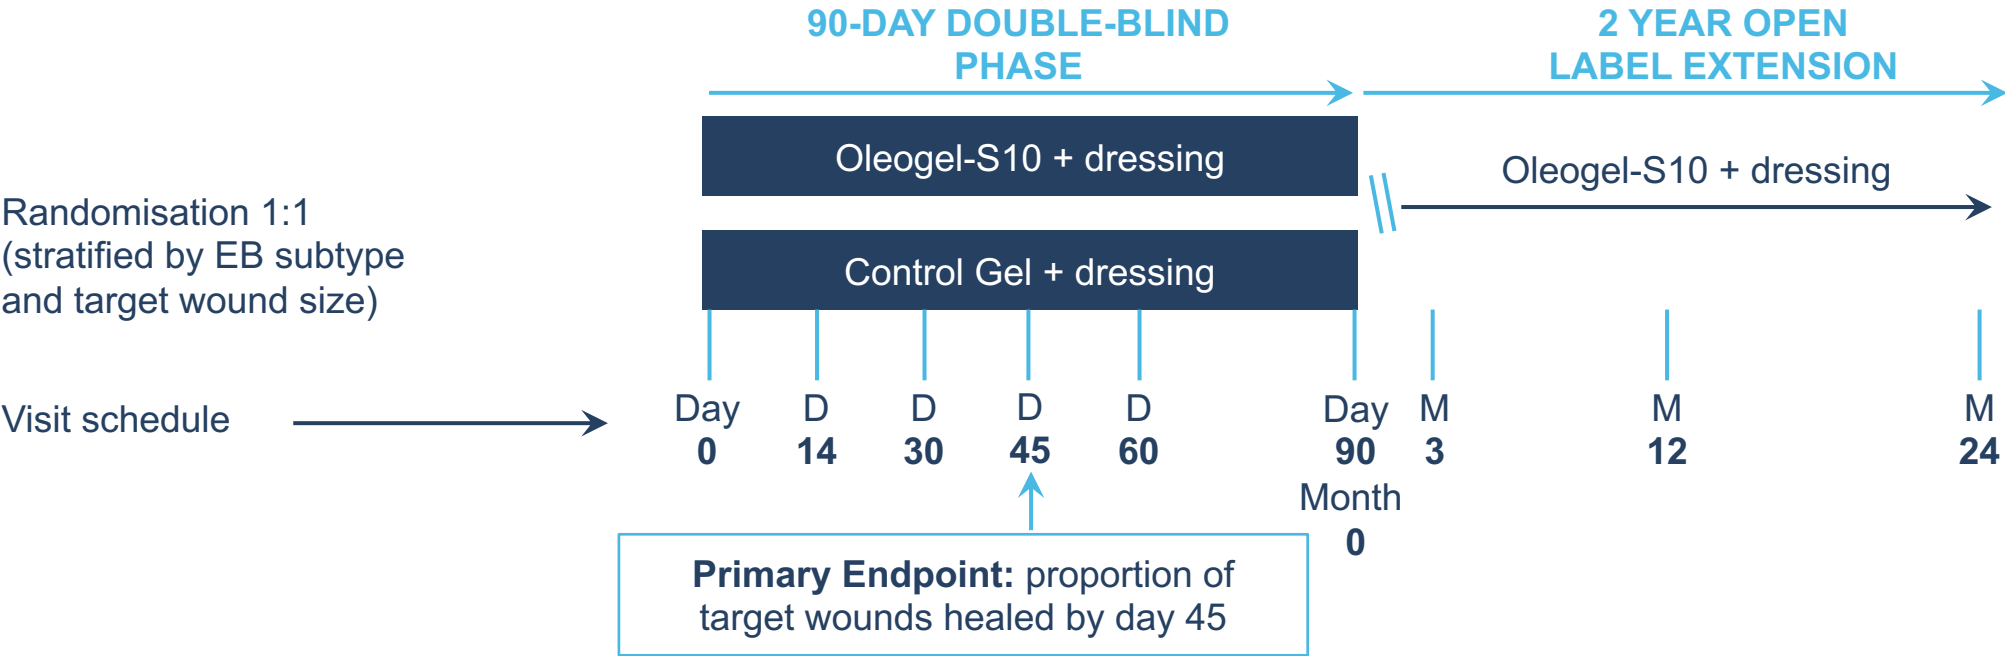 90-DAY DOUBLE-BLIND
PHASE
2 YEAR OPEN
LABEL EXTENSION
Oleogel-S10 + dressing
Oleogel-S10 + dressing
Randomisation 1:1
(stratified by EB subtype
and target wound size)
Control Gel + dressing
Visit schedule
Day
0
D
14
D
30
D
45
D
60
Day
90
Month
0
M
3
M
12
M
24
Primary Endpoint: proportion of
target wounds healed by day 45